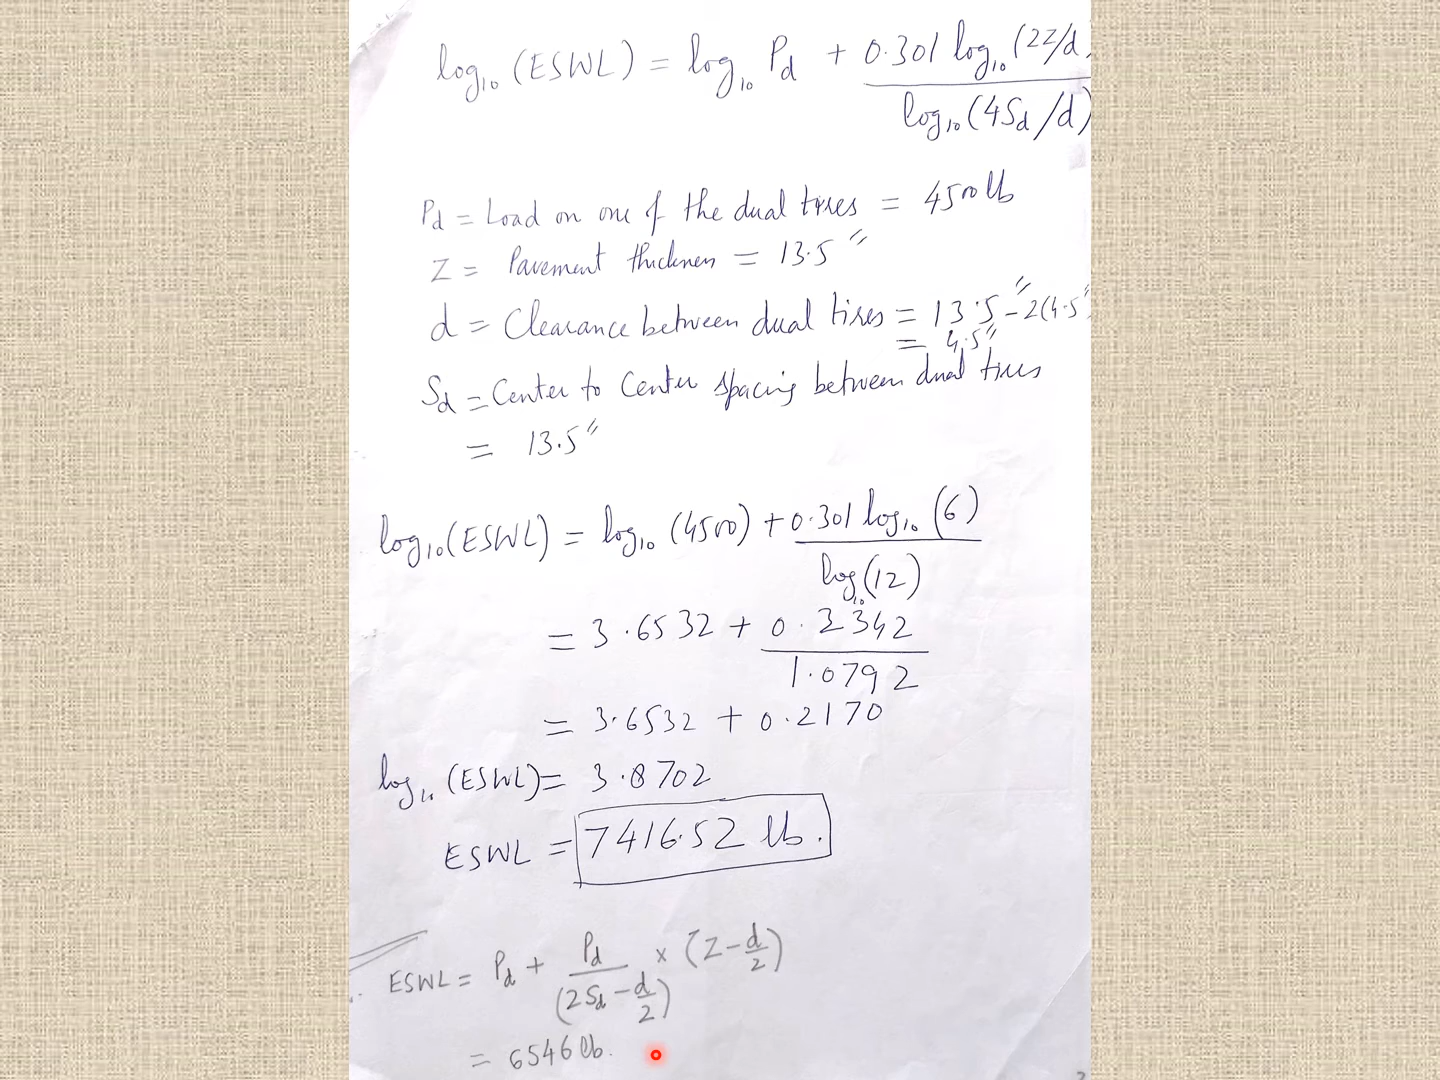 log₁₀ (ESWL) = log₁₀ Pd + 0.301 log₁₀ (2Z/d)
log₁₀ (4Sd/d)
Pd = Load on one of the dual tires = 4500 lb
Z = Pavement thickness = 13.5"
d = Clearance between dual tires = 13.5" - 2(4.5"
= 4.5"
Sd = Center to Center spacing between dual tires
= 13.5"
log₁₀ (ESWL) = log₁₀ (4500) + 0.301 log₁₀ (6)
log₁₀ (12)
= 3.6532 + 0.2342
1.0792
= 3.6532 + 0.2170
log₁₀ (ESWL) = 3.8702
ESWL = 7416.52 lb.
ESWL = Pd + Pd × (Z - d/2)
(2Sd - d/2)
= 6546 lb.